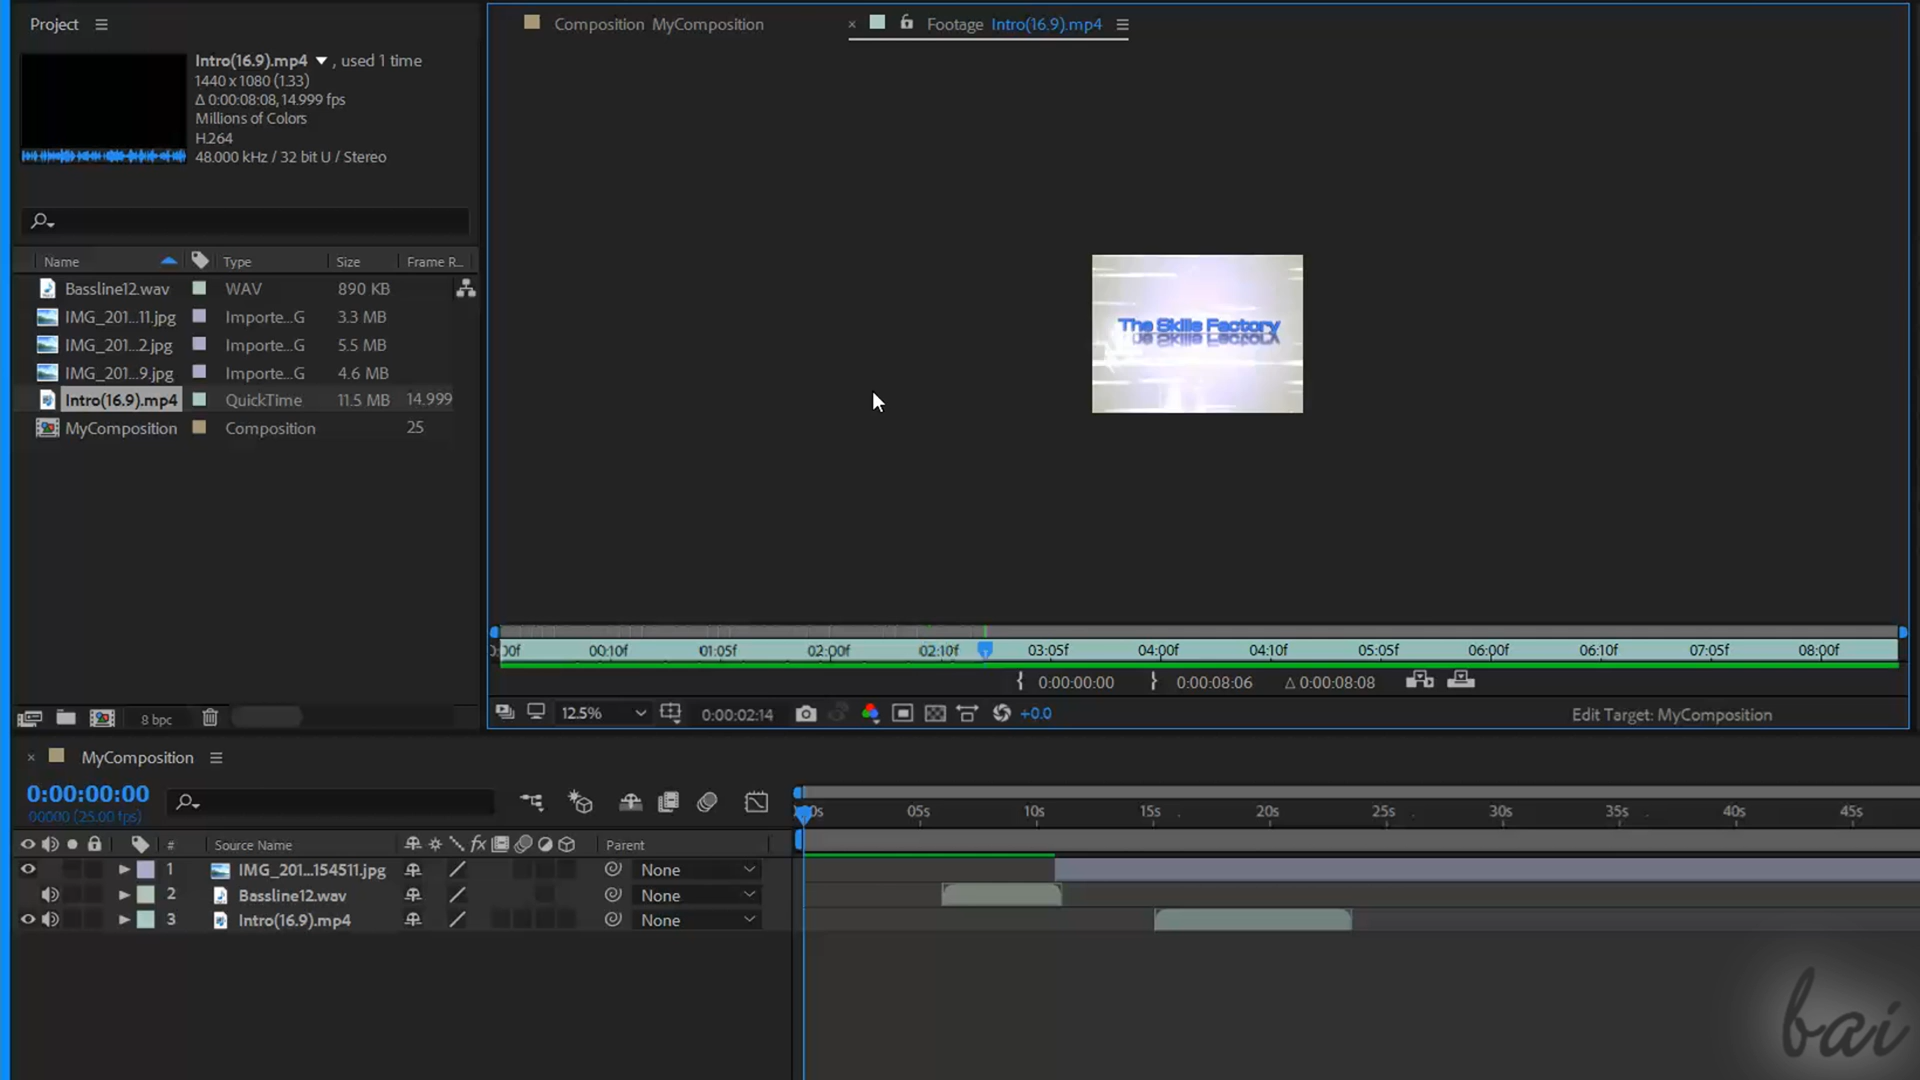 Project
Composition MyComposition
× Footage Intro(16.9).mp4
Intro(16.9).mp4 ▼ , used 1 time
1440 x 1080 (1.33)
Δ 0:00:08:08, 14.999 fps
Millions of Colors
H.264
48.000 kHz / 32 bit U / Stereo
Name Type Size Frame R...
Bassline12.wav WAV 890 KB
IMG_201...11.jpg Importe...G 3.3 MB
IMG_201...2.jpg Importe...G 5.5 MB
IMG_201...9.jpg Importe...G 4.6 MB
Intro(16.9).mp4 QuickTime 11.5 MB 14.999
MyComposition Composition 25
The Skills Factory
0:00f 00:10f 01:05f 02:00f 02:10f 03:05f 04:00f 04:10f 05:05f 06:00f 06:10f 07:05f 08:00f
{ 0:00:00:00 } 0:00:08:06 Δ 0:00:08:08
8 bpc
12.5% 0:00:02:14 +0.0 Edit Target: MyComposition
× MyComposition
0:00:00:00
00000 (25.00 fps)
00s 05s 10s 15s 20s 25s 30s 35s 40s 45s
# Source Name fx Parent
1 IMG_201...154511.jpg None
2 Bassline12.wav None
3 Intro(16.9).mp4 None
bai